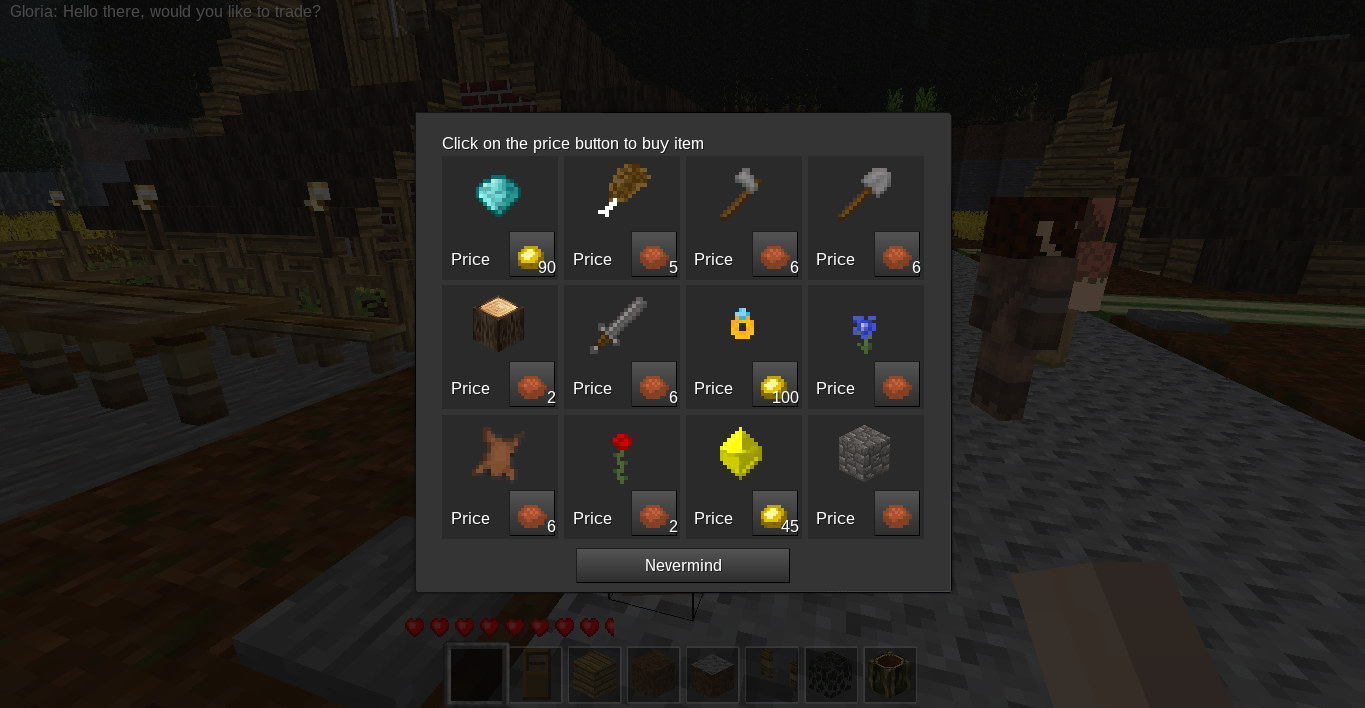 Gloria: Hello there, would you like to trade?
Click on the price button to buy item
Price 90 Price 5 Price 6 Price 6
Price 2 Price 6 Price 100 Price
Price 6 Price 2 Price 45 Price
Nevermind